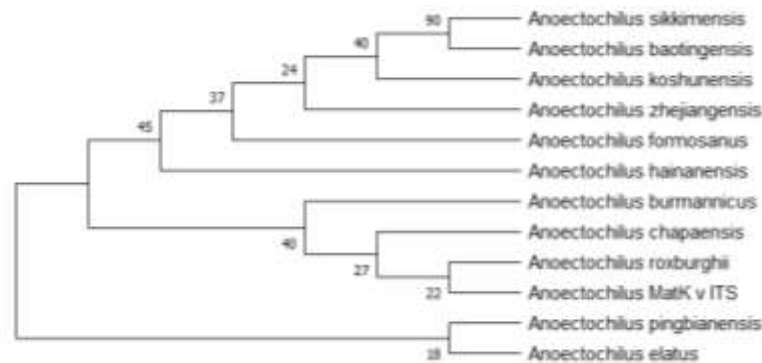 90
Anoectochilus sikkimensis
40
Anoectochilus baotingensis
24
Anoectochilus koshunensis
37
Anoectochilus zhejiangensis
45
Anoectochilus formosanus
Anoectochilus hainanensis
Anoectochilus burmannicus
Anoectochilus chapaensis
40
Anoectochilus roxburghii
27
Anoectochilus MatK v ITS
22
Anoectochilus pingbianensis
Anoectochilus elatus
18